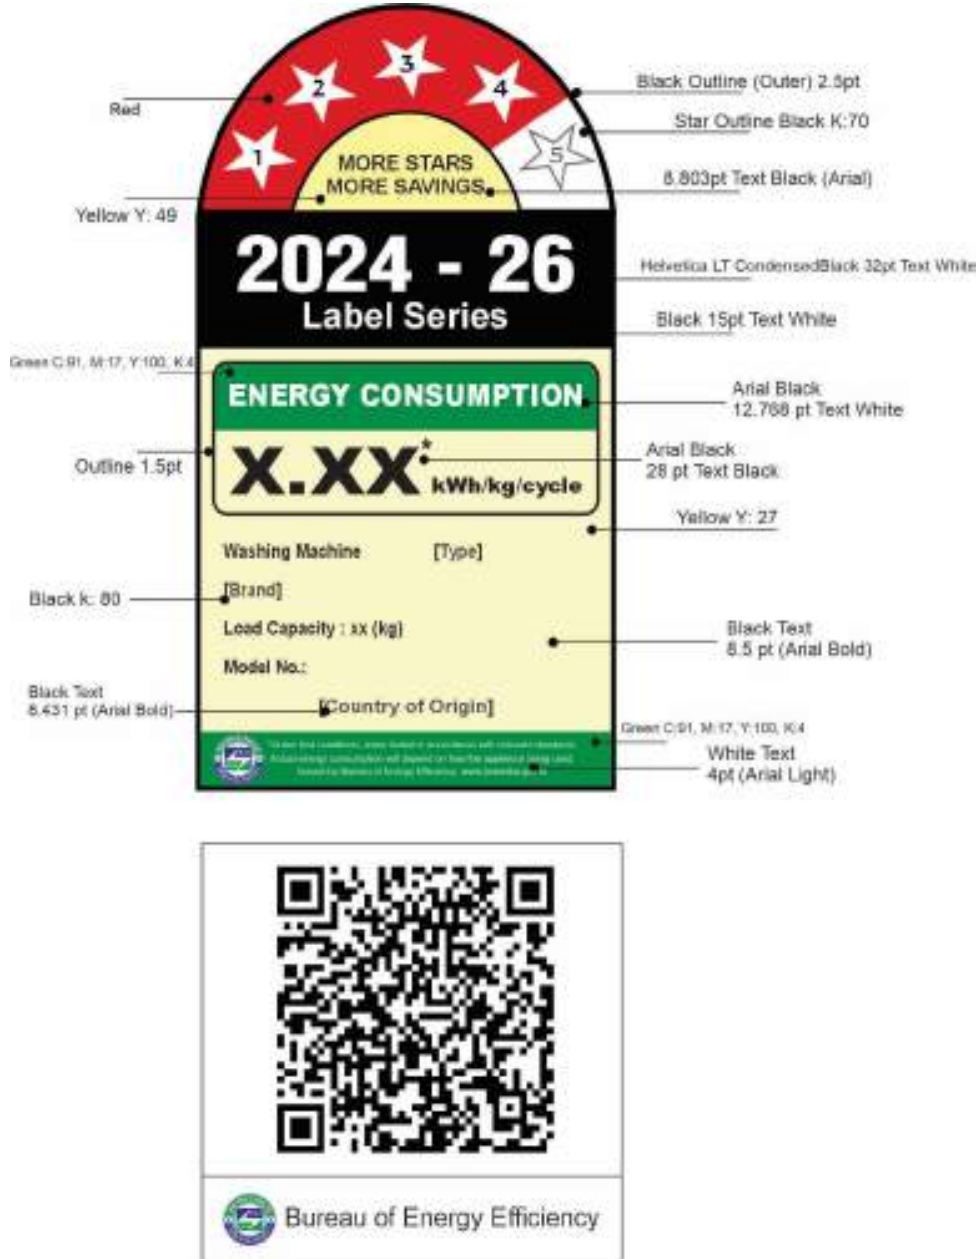 1
2
3
4
5
MORE STARS
MORE SAVINGS
2024 - 26
Label Series
ENERGY CONSUMPTION
X.XX*
kWh/kg/cycle
Washing Machine [Type]
[Brand]
Load Capacity : xx (kg)
Model No.:
[Country of Origin]
Red
Yellow Y: 49
Green C:91, M:17, Y:100, K:4
Outline 1.5pt
Black k: 80
Black Text
8.431 pt (Arial Bold)
Black Outline (Outer) 2.5pt
Star Outline Black K:70
8.803pt Text Black (Arial)
Helvetica LT CondensedBlack 32pt Text White
Black 15pt Text White
Arial Black
12.768 pt Text White
Arial Black
28 pt Text Black
Yellow Y: 27
Black Text
8.5 pt (Arial Bold)
Green C:91, M:17, Y:100, K:4
White Text
4pt (Arial Light)
Bureau of Energy Efficiency